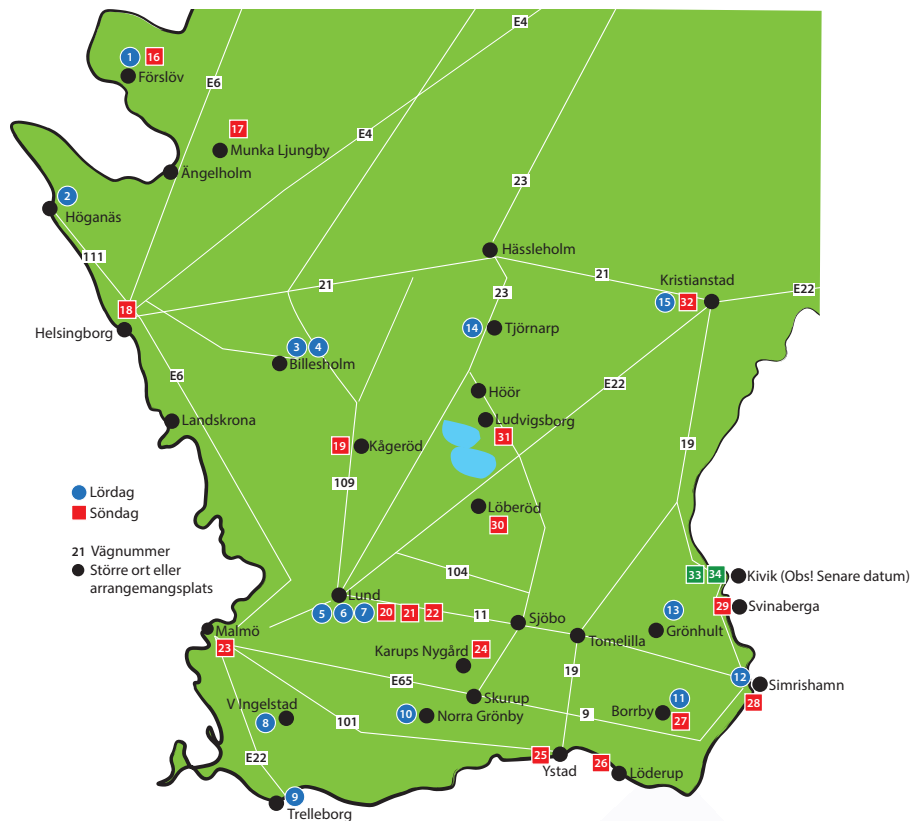 E4
1 16
Förslöv
E6
17
E4
Munka Ljungby
Ängelholm
23
2
Höganäs
111
Hässleholm
21
21
Kristianstad
23
E22
15 32
18
Helsingborg
14
Tjörnarp
3 4
Billesholm
E6
E22
Höör
Landskrona
Ludvigsborg
31
19
19
Kågeröd
109
Lördag
Söndag
Löberöd
30
21 Vägnummer
Större ort eller
arrangemangsplats
104
33 34
Kivik (Obs! Senare datum)
Lund
5 6 7 20 21 22
11
Sjöbo
13
29
Svinaberga
Malmö
23
Grönhult
Tomelilla
24
Karups Nygård
19
12
Simrishamn
E65
Skurup
11
28
V Ingelstad
8
101
10
Norra Grönby
9
Borrby
27
E22
25
Ystad
26
Löderup
9
Trelleborg